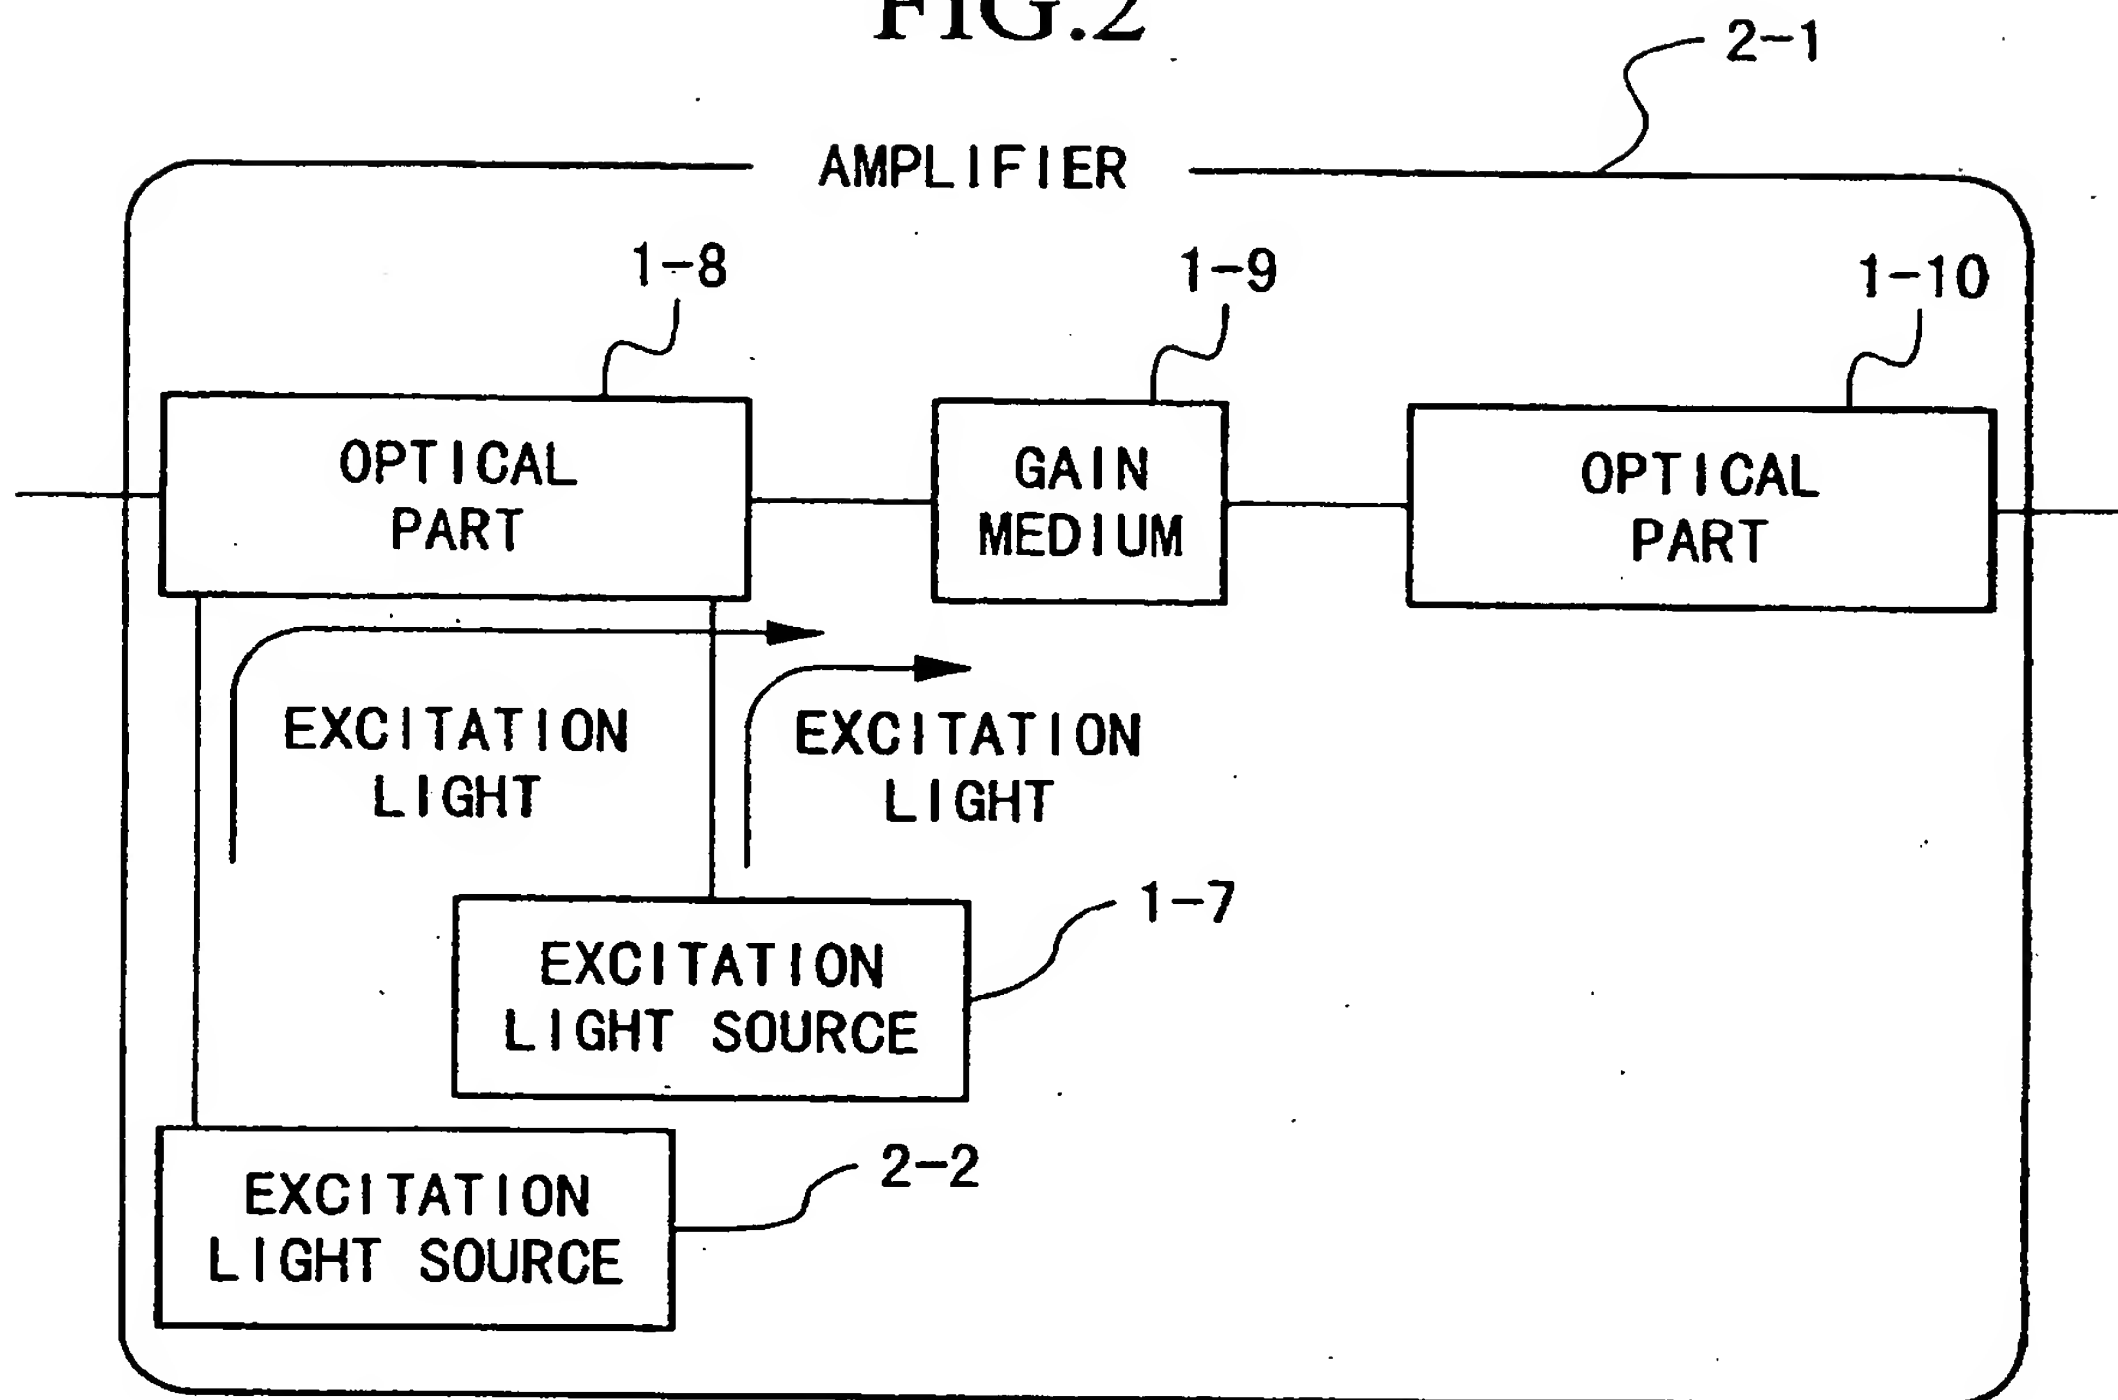 FIG.2
2-1
AMPLIFIER
1-8
1-9
1-10
OPTICAL
PART
GAIN
MEDIUM
OPTICAL
PART
EXCITATION
LIGHT
EXCITATION
LIGHT
1-7
EXCITATION
LIGHT SOURCE
2-2
EXCITATION
LIGHT SOURCE